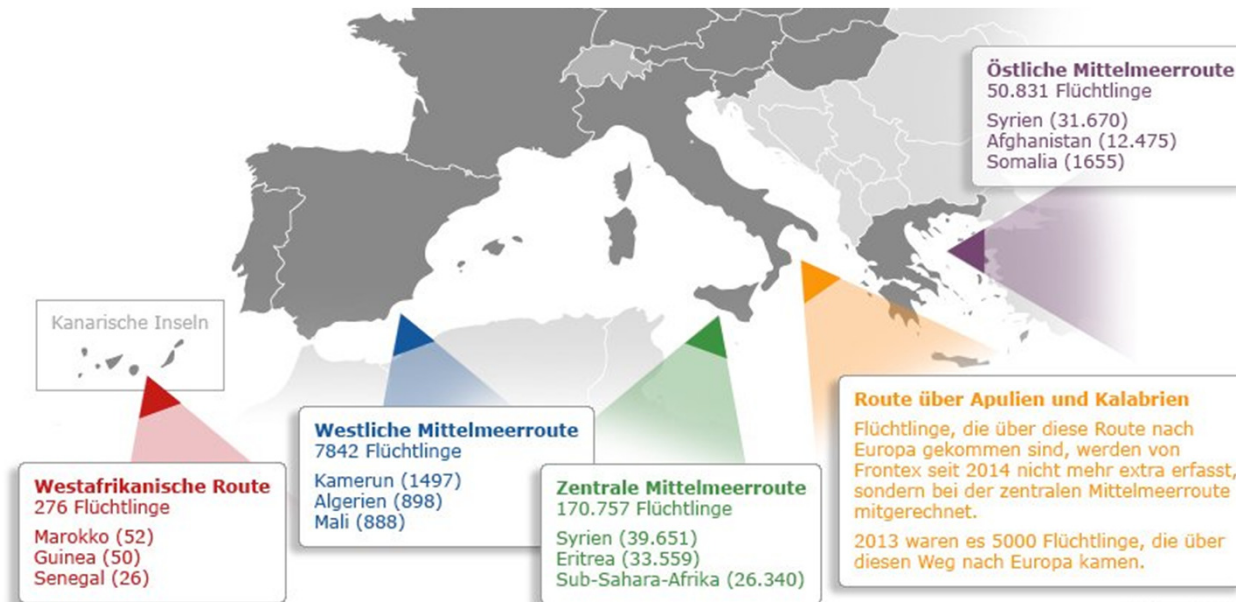 Östliche Mittelmeerroute
50.831 Flüchtlinge
Syrien (31.670)
Afghanistan (12.475)
Somalia (1655)
Kanarische Inseln
Westafrikanische Route
276 Flüchtlinge
Marokko (52)
Guinea (50)
Senegal (26)
Westliche Mittelmeerroute
7842 Flüchtlinge
Kamerun (1497)
Algerien (898)
Mali (888)
Zentrale Mittelmeerroute
170.757 Flüchtlinge
Syrien (39.651)
Eritrea (33.559)
Sub-Sahara-Afrika (26.340)
Route über Apulien und Kalabrien
Flüchtlinge, die über diese Route nach
Europa gekommen sind, werden von
Frontex seit 2014 nicht mehr extra erfasst,
sondern bei der zentralen Mittelmeerroute
mitgerechnet.
2013 waren es 5000 Flüchtlinge, die über
diesen Weg nach Europa kamen.